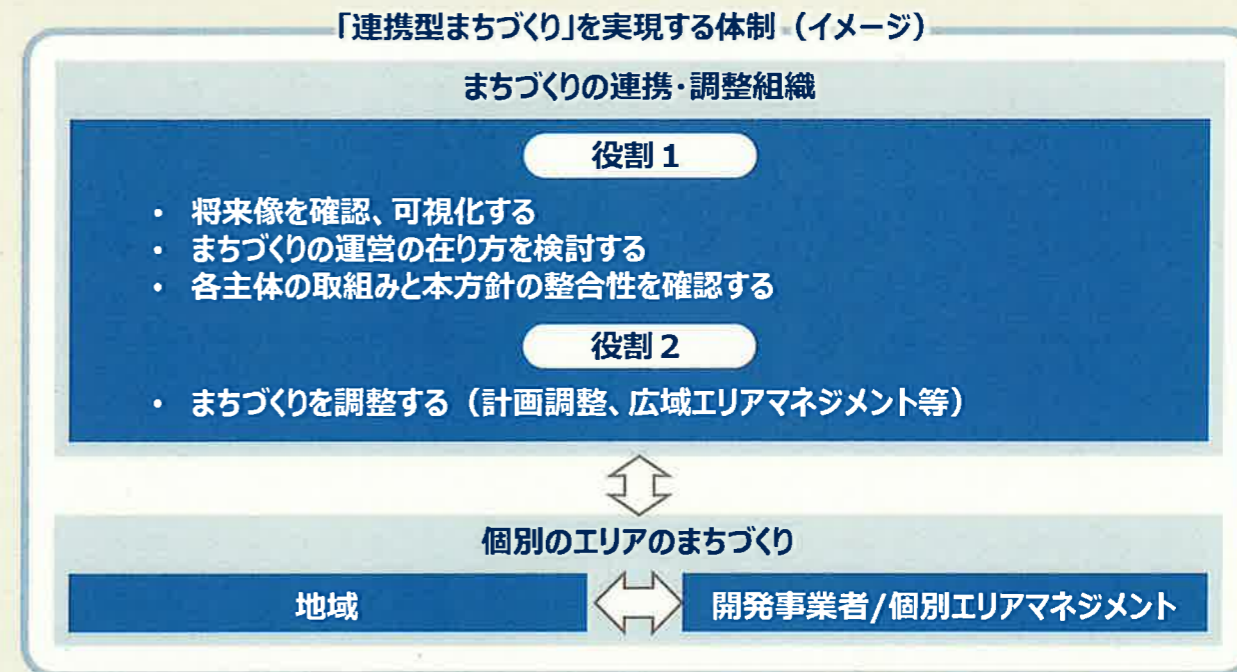 「連携型まちづくり」を実現する体制（イメージ）
まちづくりの連携・調整組織
役割１
・ 将来像を確認、可視化する
・ まちづくりの運営の在り方を検討する
・ 各主体の取組みと本方針の整合性を確認する
役割２
・ まちづくりを調整する（計画調整、広域エリアマネジメント等）
個別のエリアのまちづくり
地域
開発事業者/個別エリアマネジメント